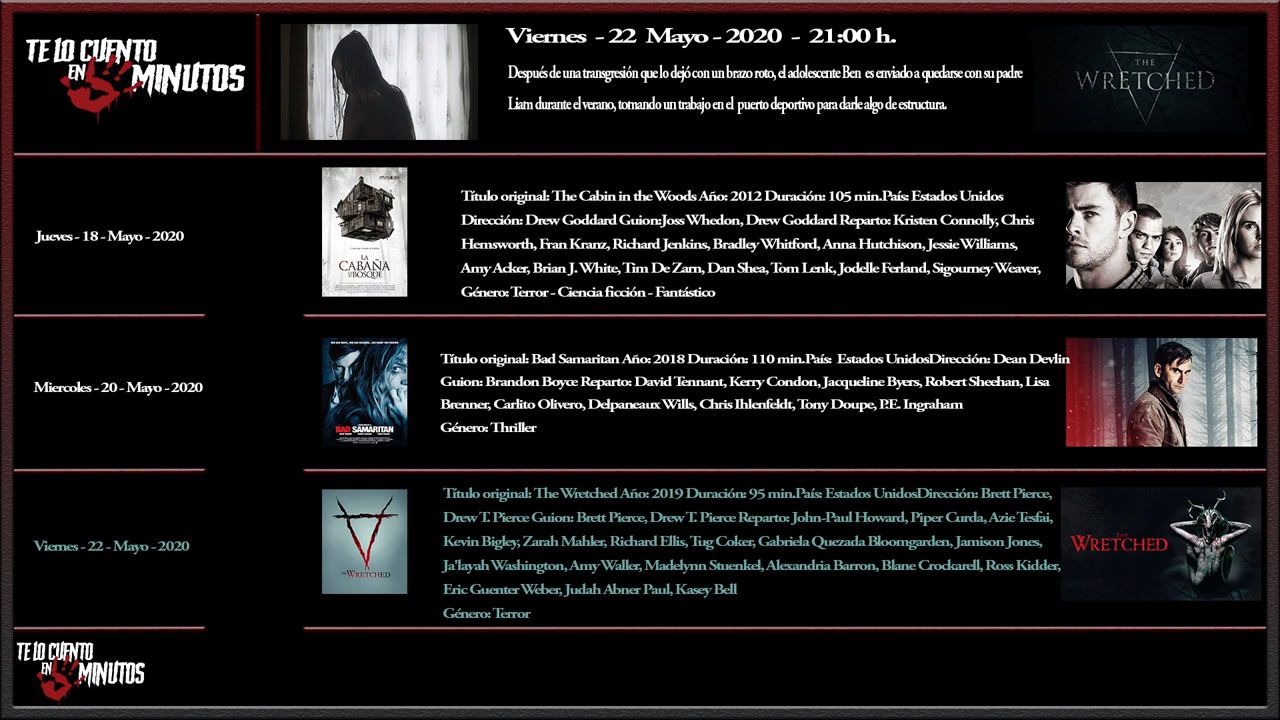 TE LO CUENTO
EN MINUTOS
Viernes - 22 Mayo - 2020 - 21:00 h.
Después de una transgresión que lo dejó con un brazo roto, el adolescente Ben es enviado a quedarse con su padre
Liam durante el verano, tomando un trabajo en el puerto deportivo para darle algo de estructura.
THE
WRETCHED
Jueves - 18 - Mayo - 2020
LA
CABAÑA
BOSQUE
Título original: The Cabin in the Woods Año: 2012 Duración: 105 min.País: Estados Unidos
Dirección: Drew Goddard Guion:Joss Whedon, Drew Goddard Reparto: Kristen Connolly, Chris
Hemsworth, Fran Kranz, Richard Jenkins, Bradley Whitford, Anna Hutchison, Jessie Williams,
Amy Acker, Brian J. White, Tim De Zarn, Dan Shea, Tom Lenk, Jodelle Ferland, Sigourney Weaver,
Género: Terror - Ciencia ficción - Fantástico
Miercoles - 20 - Mayo - 2020
BAD SAMARITAN
Título original: Bad Samaritan Año: 2018 Duración: 110 min.País: Estados UnidosDirección: Dean Devlin
Guion: Brandon Boyce Reparto: David Tennant, Kerry Condon, Jacqueline Byers, Robert Sheehan, Lisa
Brenner, Carlito Olivero, Delpaneaux Wills, Chris Ihlenfeldt, Tony Doupe, P.E. Ingraham
Género: Thriller
Viernes - 22 - Mayo - 2020
THE WRETCHED
Título original: The Wretched Año: 2019 Duración: 95 min.País: Estados UnidosDirección: Brett Pierce,
Drew T. Pierce Guion: Brett Pierce, Drew T. Pierce Reparto: John-Paul Howard, Piper Curda, Azie Tesfai,
Kevin Bigley, Zarah Mahler, Richard Ellis, Tug Coker, Gabriela Quezada Bloomgarden, Jamison Jones,
Ja'layah Washington, Amy Waller, Madelynn Stuenkel, Alexandria Barron, Blane Crockarell, Ross Kidder,
Eric Guenter Weber, Judah Abner Paul, Kasey Bell
Género: Terror
THE
WRETCHED
TE LO CUENTO
EN MINUTOS